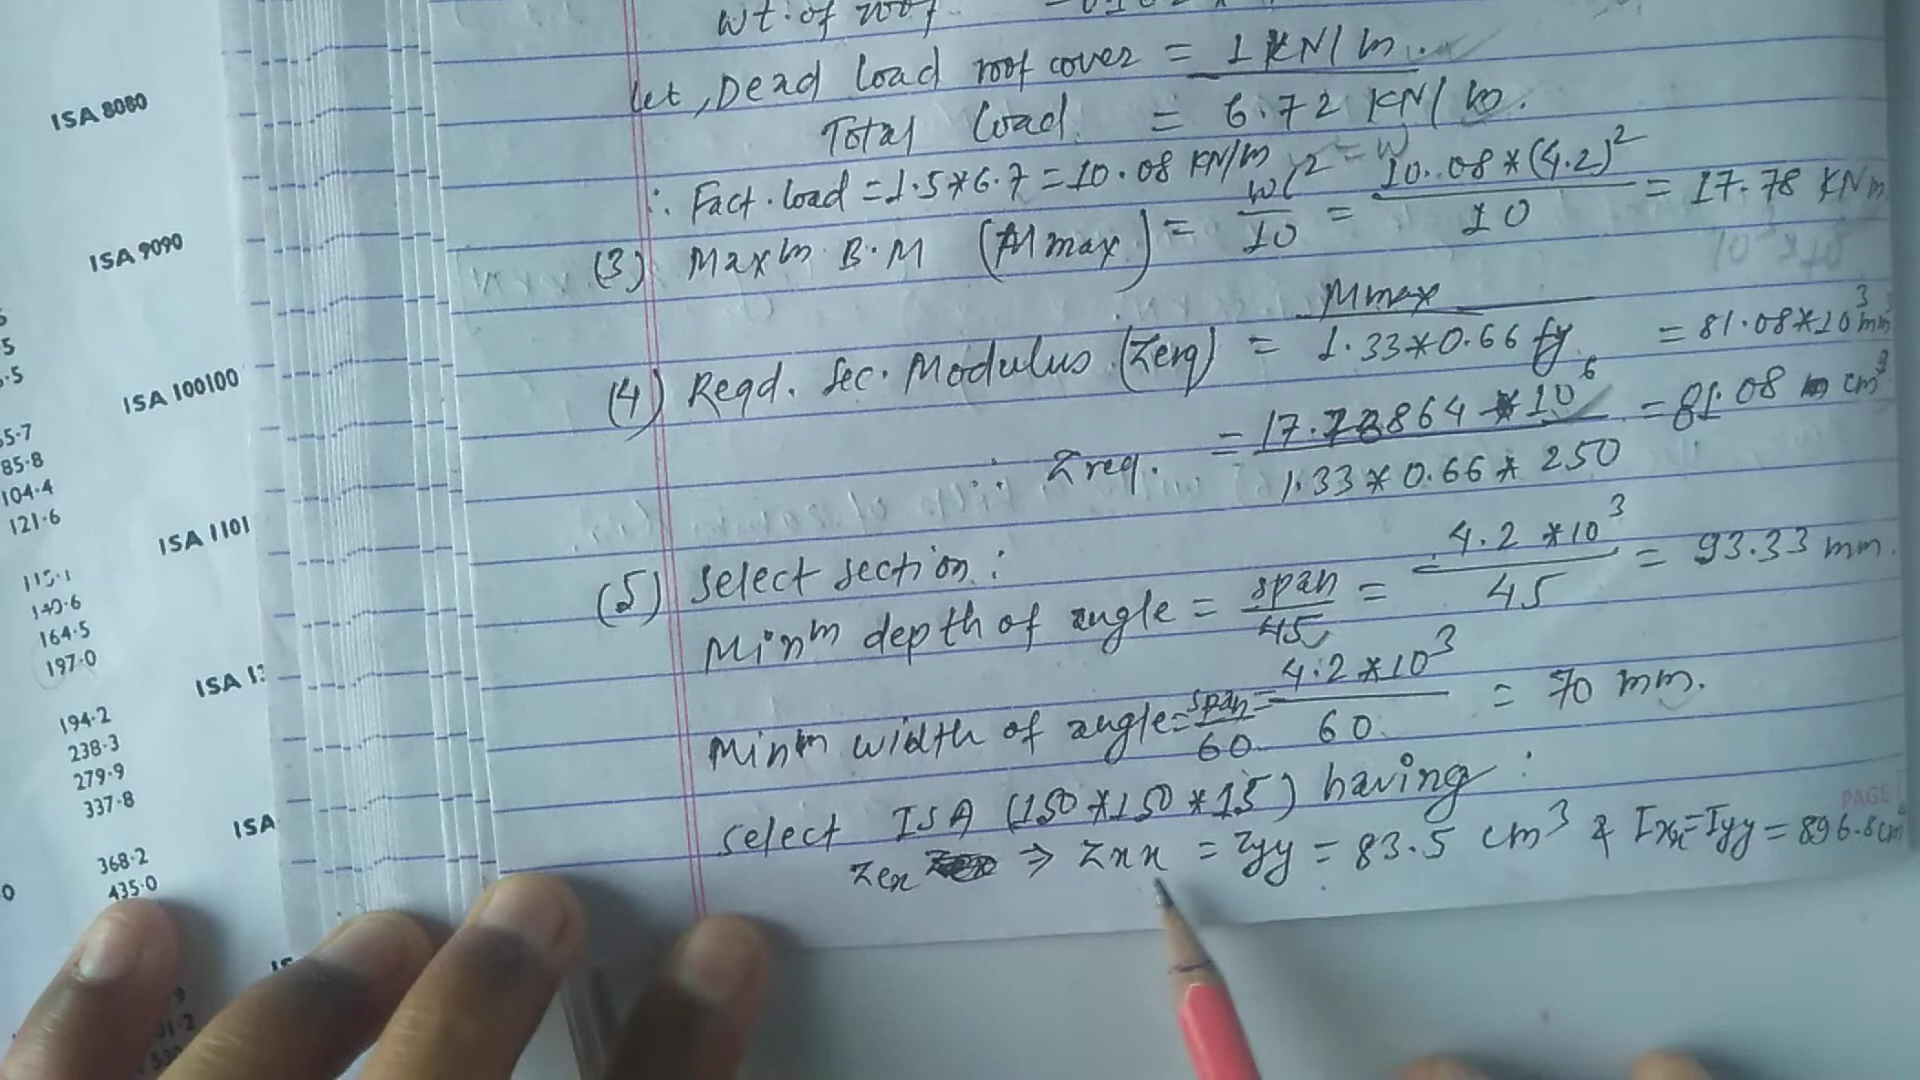 wt. of roof
Let, Dead load roof cover = 1 KN/m.
Total load = 6.72 KN/m.
∴ Fact. load = 1.5*6.7 = 10.08 KN/m
(3) Maxm B.M (Mmax) = wl²/10 = 10.08*(4.2)²/10 = 17.78 KNm
(4) Reqd. Sec. Modulus (Zerq) = Mmax/1.33*0.66 fy = 81.08*10³mm³
∴ Zreq. = 17.78864*10⁶/1.33*0.66*250 = 81.08 cm³
(5) Select section:
Minm depth of angle = span/45 = 4.2*10³/45 = 93.33 mm.
Minm width of angle = span/60 = 4.2*10³/60 = 70 mm.
Select ISA (150*150*15) having:
Zex ⇒ Zxx = Zyy = 83.5 cm³ & Ixx=Iyy = 896.8cm⁴
PAGE
ISA 8080
ISA 9090
ISA 100100
ISA 1101
ISA 1
ISA
85.8
104.4
121.6
115.1
140.6
164.5
197.0
194.2
238.3
279.9
337.8
368.2
435.0